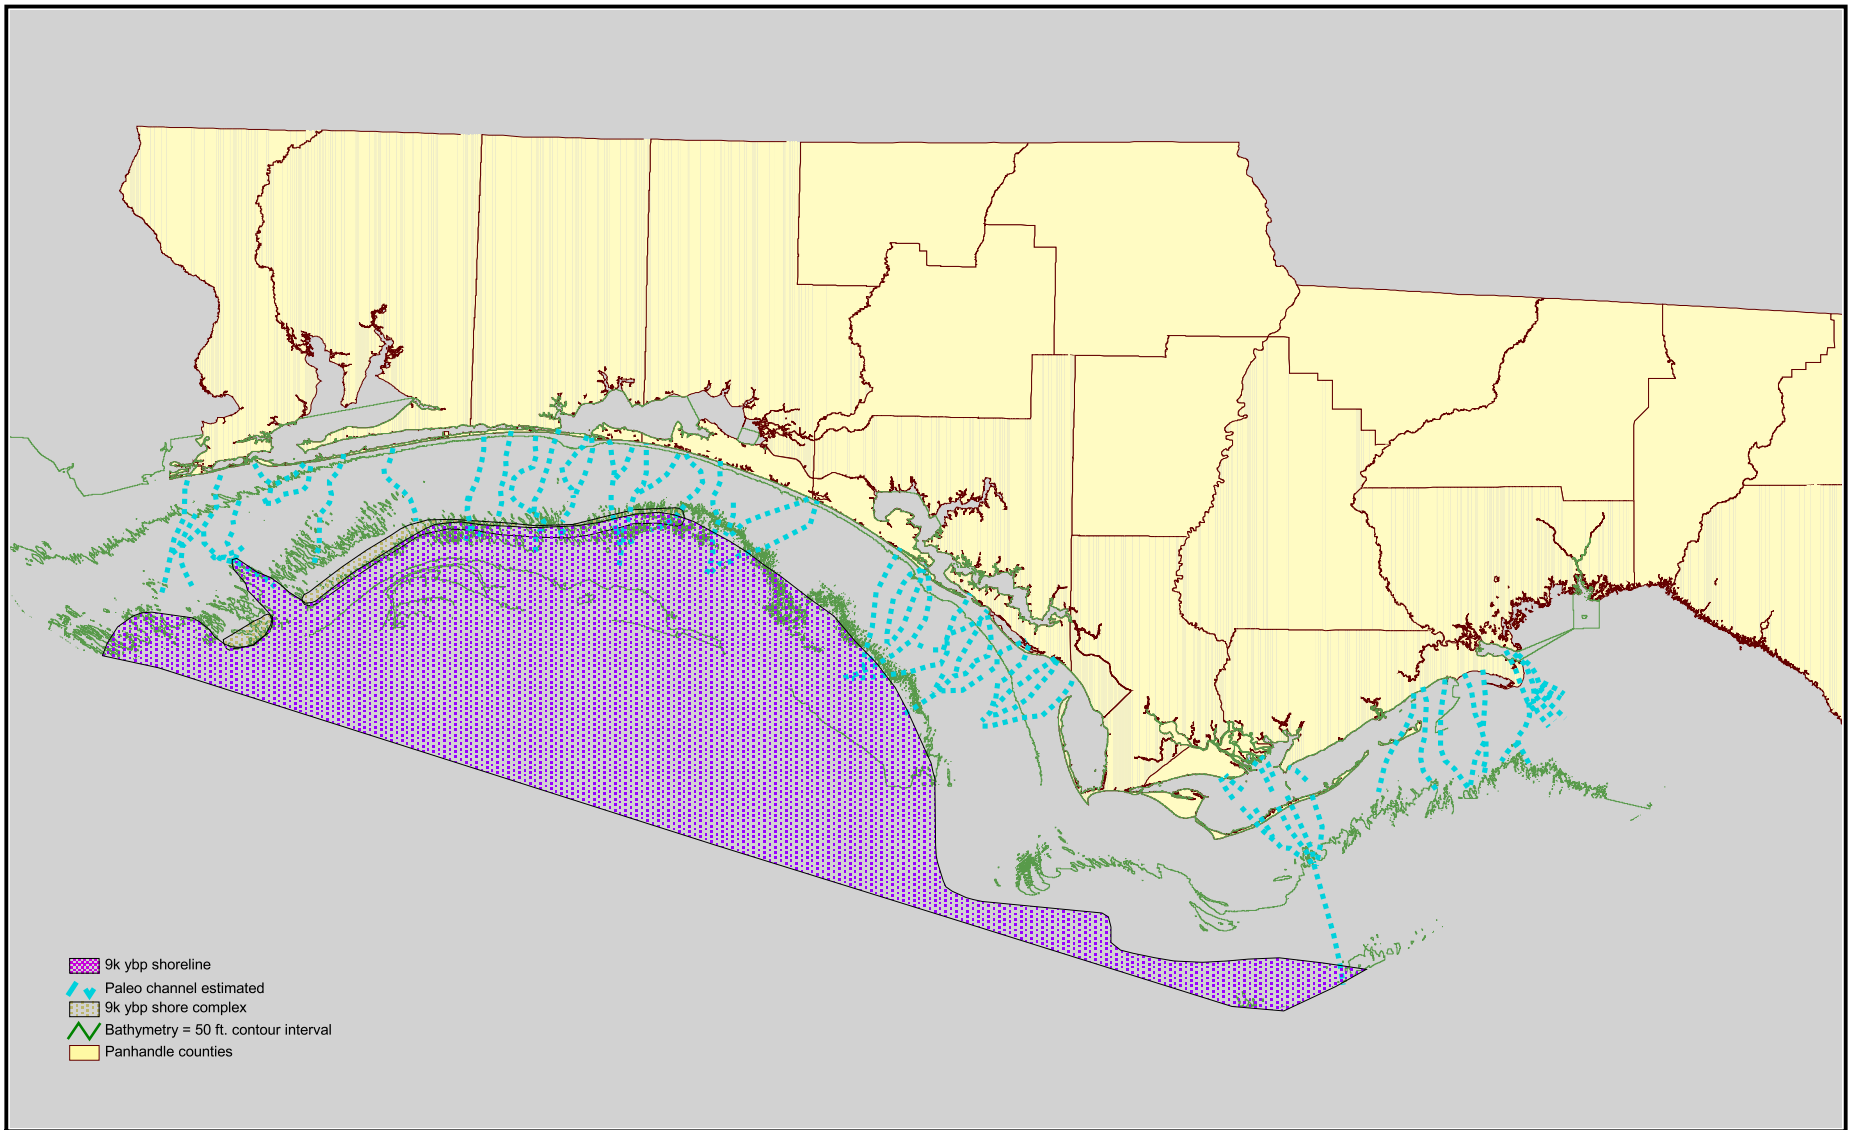 9k ybp shoreline
Paleo channel estimated
9k ybp shore complex
Bathymetry = 50 ft. contour interval
Panhandle counties